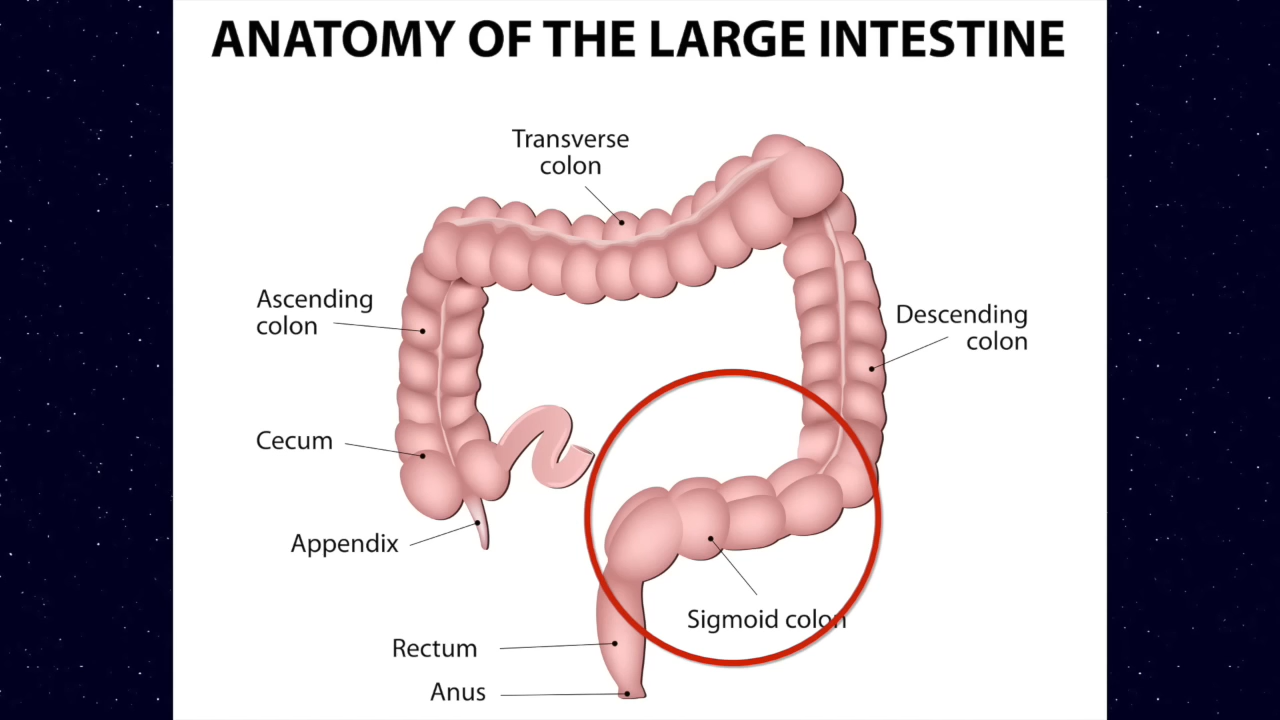 ANATOMY OF THE LARGE INTESTINE
Transverse
colon
Ascending
colon
Descending
colon
Cecum
Appendix
Sigmoid colon
Rectum
Anus